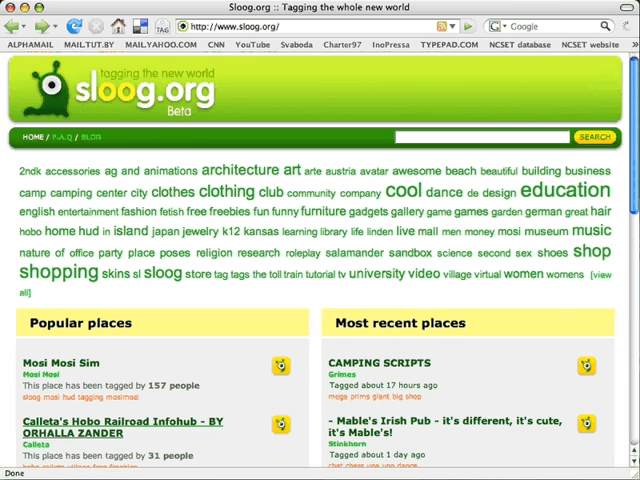 Sloog.org :: Tagging the whole new world
TAG
http://www.sloog.org/
Google
ALPHAMAIL MAIL.TUT.BY MAIL.YAHOO.COM CNN YouTube Svaboda Charter97 InoPressa TYPEPAD.COM NCSET database NCSET website »
tagging the new world
sloog.org
Beta
HOME / F.A.Q / BLOG
SEARCH
2ndk accessories ag and animations architecture art arte austria avatar awesome beach beautiful building business
camp camping center city clothes clothing club community company cool dance de design education
english entertainment fashion fetish free freebies fun funny furniture gadgets gallery game games garden german great hair
hobo home hud in island japan jewelry k12 kansas learning library life linden live mall men money mosi museum music
nature of office party place poses religion research roleplay salamander sandbox science second sex shoes shop
shopping skins sl sloog store tag tags the toll train tutorial tv university video village virtual women womens [view
all]
Popular places
Most recent places
Mosi Mosi Sim
Mosi Mosi
This place has been tagged by 157 people
sloog mosi hud tagging mosimosi
CAMPING SCRIPTS
Grimes
Tagged about 17 hours ago
mega prims giant big shop
Calleta's Hobo Railroad Infohub - BY
ORHALLA ZANDER
Calleta
This place has been tagged by 31 people
- Mable's Irish Pub - it's different, it's cute,
it's Mable's!
Stinkhorn
Tagged about 1 day ago
Done